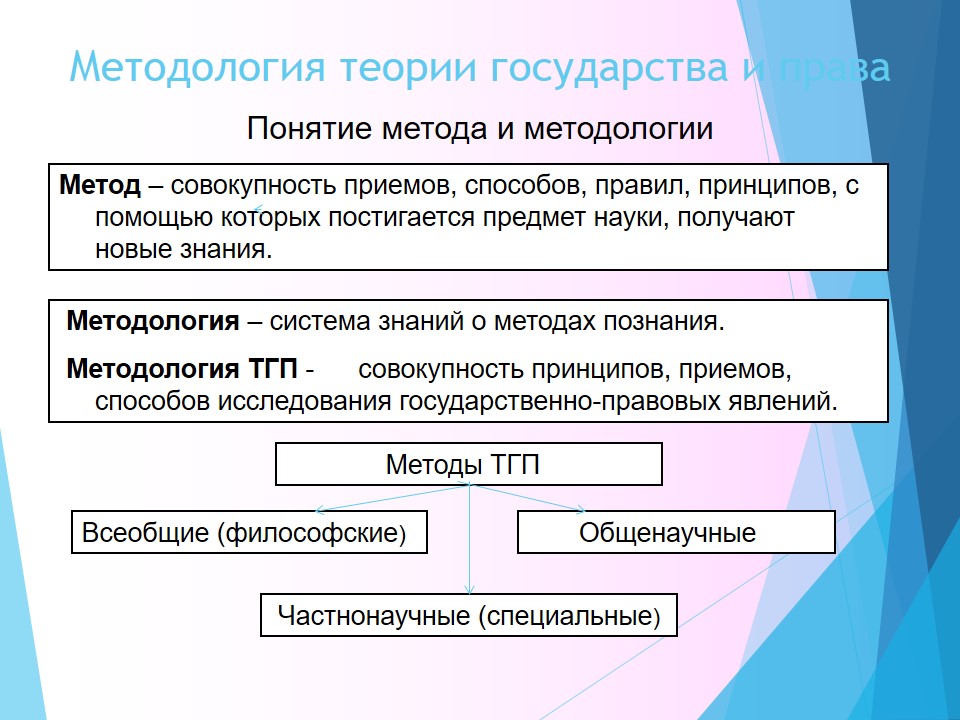 Методология теории государства и права
Понятие метода и методологии
Метод – совокупность приемов, способов, правил, принципов, с
помощью которых постигается предмет науки, получают
новые знания.
Методология – система знаний о методах познания.
Методология ТГП - совокупность принципов, приемов,
способов исследования государственно-правовых явлений.
Методы ТГП
Всеобщие (философские)
Общенаучные
Частнонаучные (специальные)